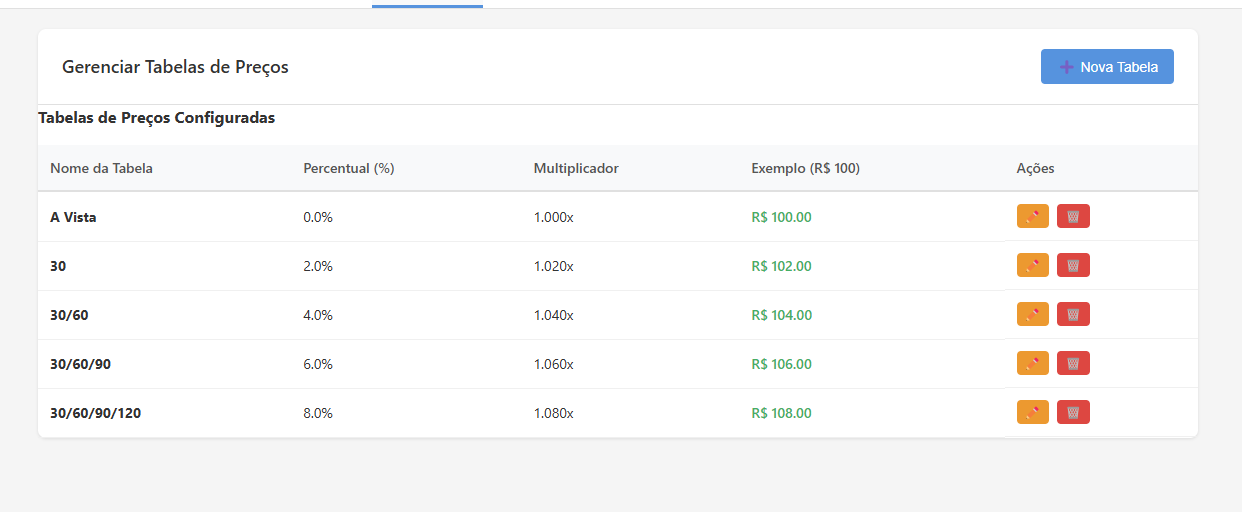 Gerenciar Tabelas de Preços
➕ Nova Tabela
Tabelas de Preços Configuradas
Nome da Tabela Percentual (%) Multiplicador Exemplo (R$ 100) Ações
A Vista 0.0% 1.000x R$ 100.00
30 2.0% 1.020x R$ 102.00
30/60 4.0% 1.040x R$ 104.00
30/60/90 6.0% 1.060x R$ 106.00
30/60/90/120 8.0% 1.080x R$ 108.00